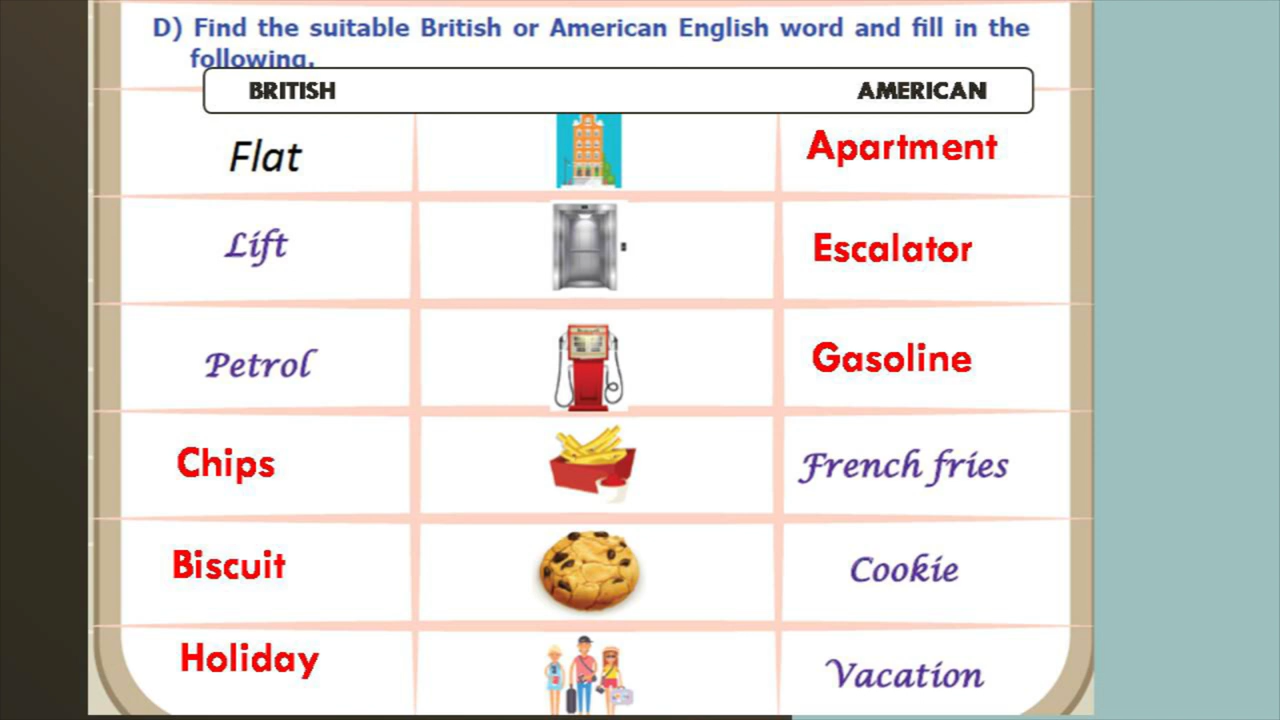 D) Find the suitable British or American English word and fill in the
following.
BRITISH AMERICAN
Flat Apartment
Lift Escalator
Petrol Gasoline
Chips French fries
Biscuit Cookie
Holiday Vacation